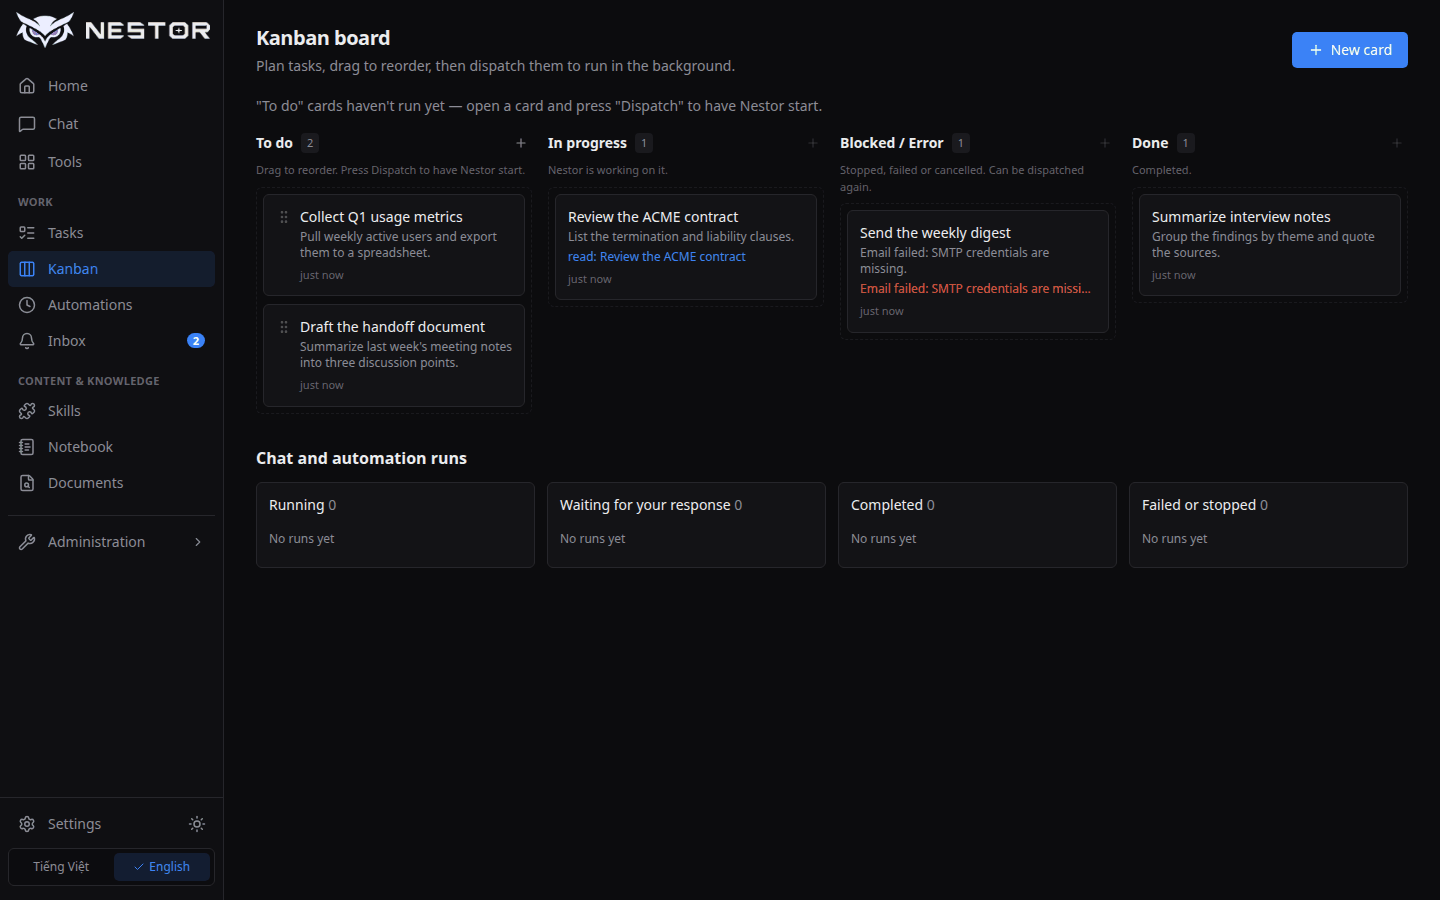 NESTOR
Home
Chat
Tools
WORK
Tasks
Kanban
Automations
Inbox 2
CONTENT & KNOWLEDGE
Skills
Notebook
Documents
Administration
Settings
Tiếng Việt
English
Kanban board
Plan tasks, drag to reorder, then dispatch them to run in the background.
New card
"To do" cards haven't run yet — open a card and press "Dispatch" to have Nestor start.
To do 2
Drag to reorder. Press Dispatch to have Nestor start.
Collect Q1 usage metrics
Pull weekly active users and export
them to a spreadsheet.
just now
Draft the handoff document
Summarize last week's meeting notes
into three discussion points.
just now
In progress 1
Nestor is working on it.
Review the ACME contract
List the termination and liability clauses.
read: Review the ACME contract
just now
Blocked / Error 1
Stopped, failed or cancelled. Can be dispatched
again.
Send the weekly digest
Email failed: SMTP credentials are
missing.
Email failed: SMTP credentials are missi...
just now
Done 1
Completed.
Summarize interview notes
Group the findings by theme and quote
the sources.
just now
Chat and automation runs
Running 0
No runs yet
Waiting for your response 0
No runs yet
Completed 0
No runs yet
Failed or stopped 0
No runs yet